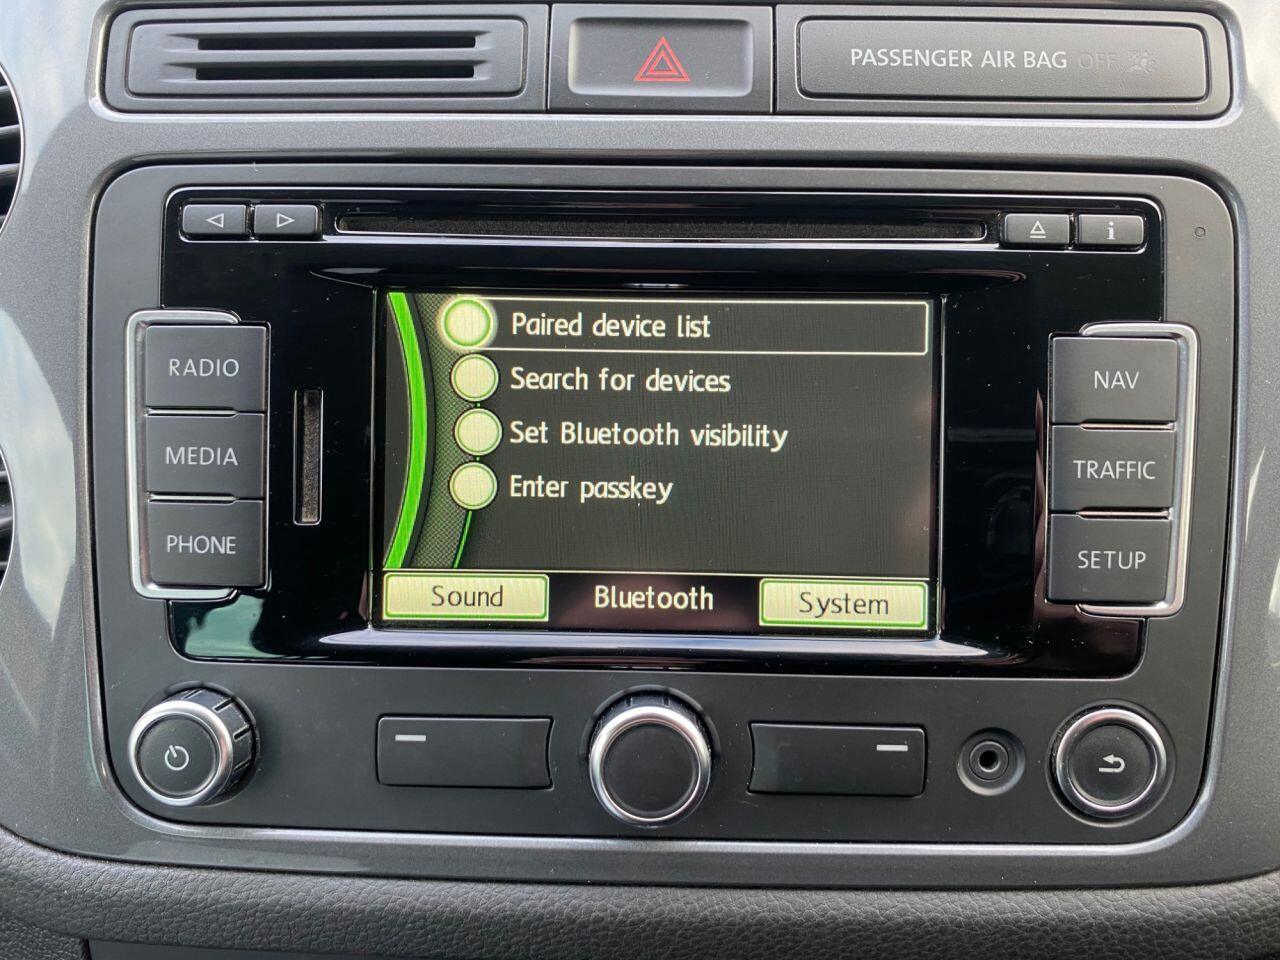 PASSENGER AIR BAG OFF
i
RADIO
MEDIA
PHONE
Paired device list
Search for devices
Set Bluetooth visibility
Enter passkey
Sound Bluetooth System
NAV
TRAFFIC
SETUP